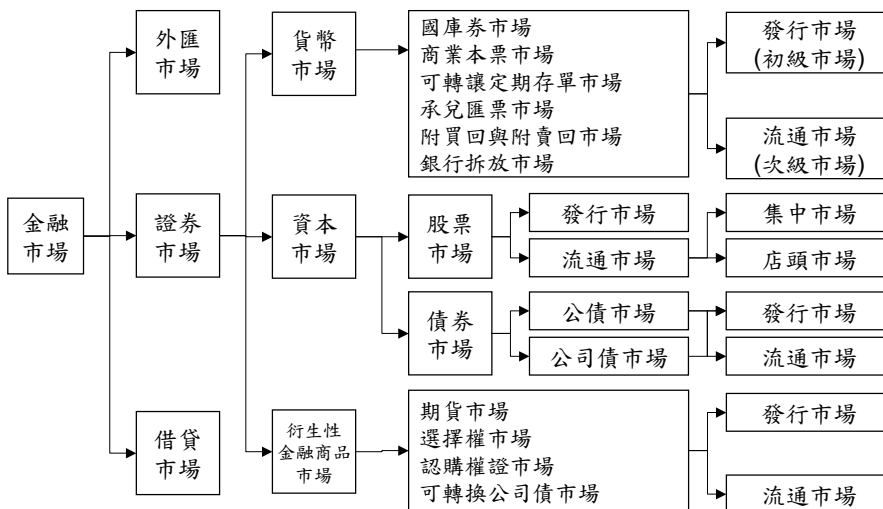 金融
市場
外匯
市場
證券
市場
借貸
市場
貨幣
市場
資本
市場
衍生性
金融商品
市場
國庫券市場
商業本票市場
可轉讓定期存單市場
承兌匯票市場
附買回與附賣回市場
銀行拆放市場
發行市場
(初級市場)
流通市場
(次級市場)
股票
市場
發行市場
流通市場
集中市場
店頭市場
債券
市場
公債市場
公司債市場
發行市場
流通市場
期貨市場
選擇權市場
認購權證市場
可轉換公司債市場
發行市場
流通市場